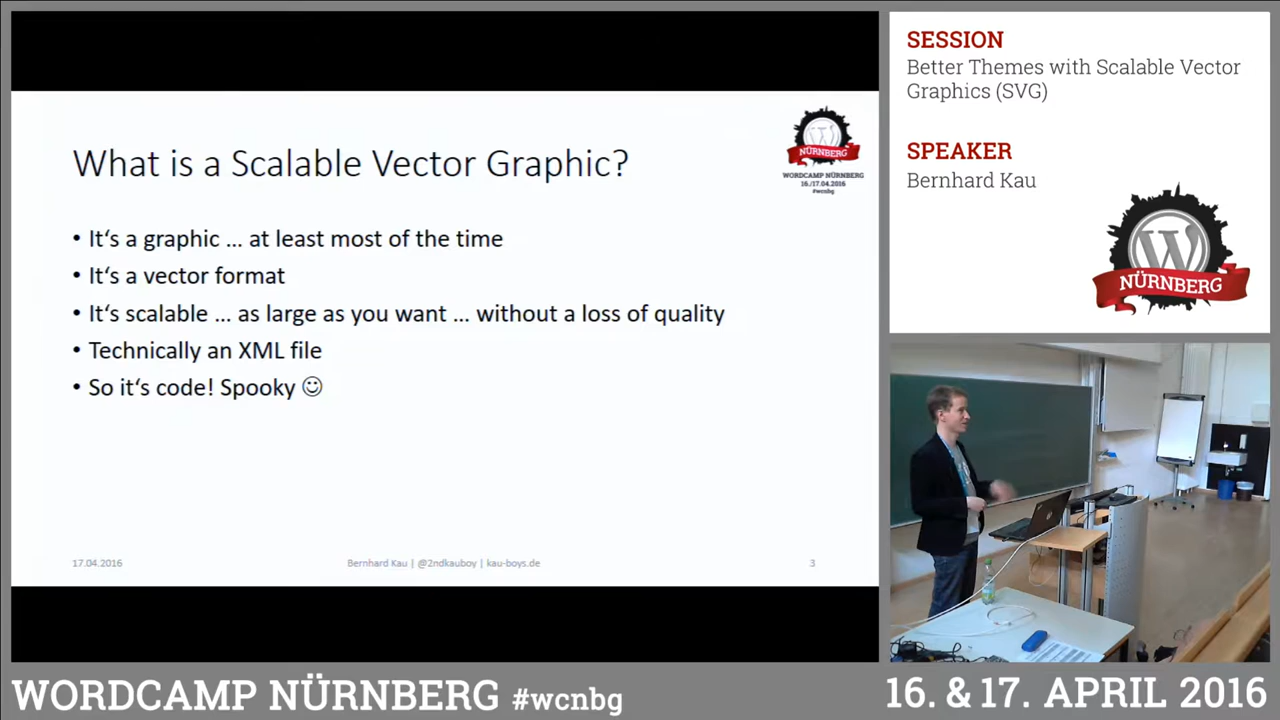 What is a Scalable Vector Graphic?
NÜRNBERG
WORDCAMP NÜRNBERG
16./17.04.2016
#wcnbg
• It‘s a graphic ... at least most of the time
• It‘s a vector format
• It‘s scalable ... as large as you want ... without a loss of quality
• Technically an XML file
• So it‘s code! Spooky ☺
17.04.2016
Bernhard Kau | @2ndkauboy | kau-boys.de
3
SESSION
Better Themes with Scalable Vector
Graphics (SVG)
SPEAKER
Bernhard Kau
NÜRNBERG
WORDCAMP NÜRNBERG #wcnbg
16. & 17. APRIL 2016